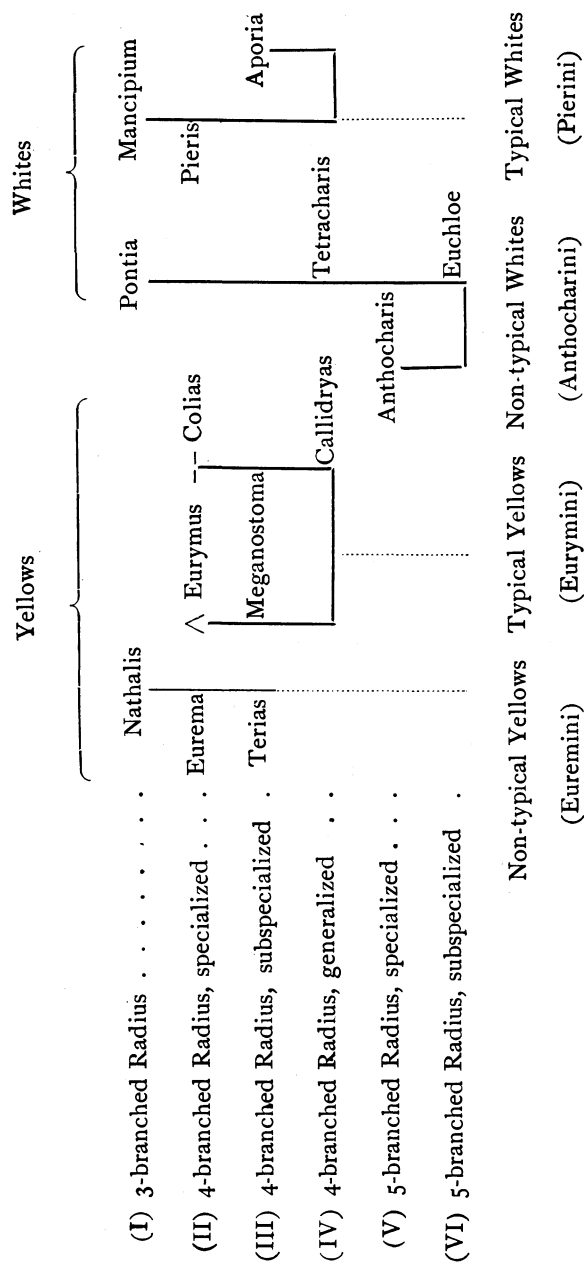 Yellows Whites
Nathalis Pontia Mancipium
(I) 3-branched Radius . . . . . . . .
Eurema Eurymus -- Colias Pieris
(II) 4-branched Radius, specialized . . .
Terias Meganostoma Aporia
(III) 4-branched Radius, subspecialized .
Callidryas Tetracharis
(IV) 4-branched Radius, generalized . .
Anthocharis
(V) 5-branched Radius, specialized . . .
Euchloe
(VI) 5-branched Radius, subspecialized .
Non-typical Yellows Typical Yellows Non-typical Whites Typical Whites
(Euremini) (Eurymini) (Anthocharini) (Pierini)